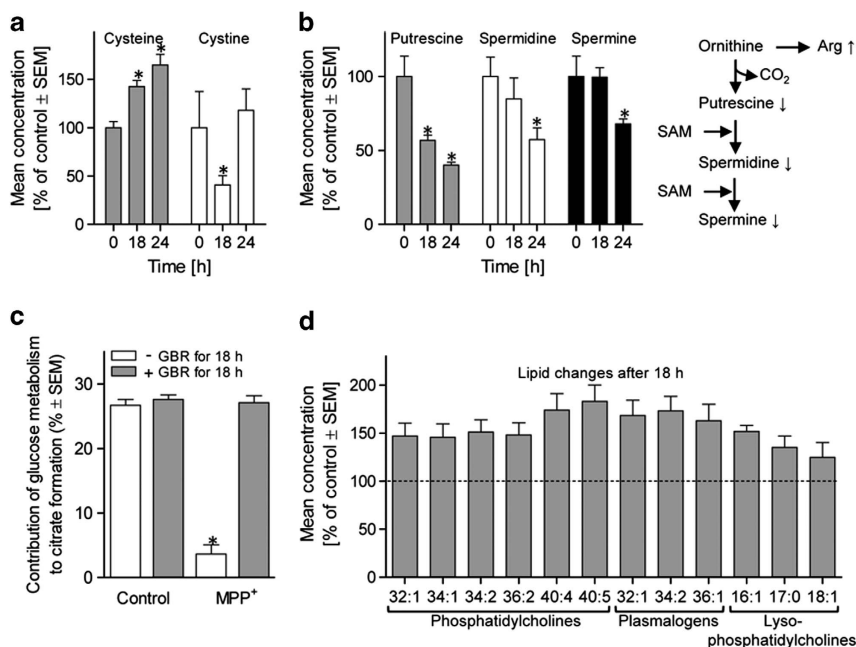 a
Cysteine Cystine
Mean concentration
[% of control ± SEM]
150
100
50
0
0 18 24 0 18 24
* * *
Time [h]
b
Putrescine Spermidine Spermine
Mean concentration
[% of control ± SEM]
100
50
0
0 18 24 0 18 24 0 18 24
* * * *
Time [h]
Ornithine → Arg ↑
CO2
Putrescine ↓
SAM →
Spermidine ↓
SAM →
Spermine ↓
c
- GBR for 18 h
+ GBR for 18 h
Contribution of glucose metabolism
to citrate formation (% ± SEM)
30
20
10
0
*
Control MPP+
d
Lipid changes after 18 h
Mean concentration
[% of control ± SEM]
200
150
100
50
0
32:1 34:1 34:2 36:2 40:4 40:5 32:1 34:2 36:1 16:1 17:0 18:1
Phosphatidylcholines Plasmalogens Lyso-
phosphatidylcholines